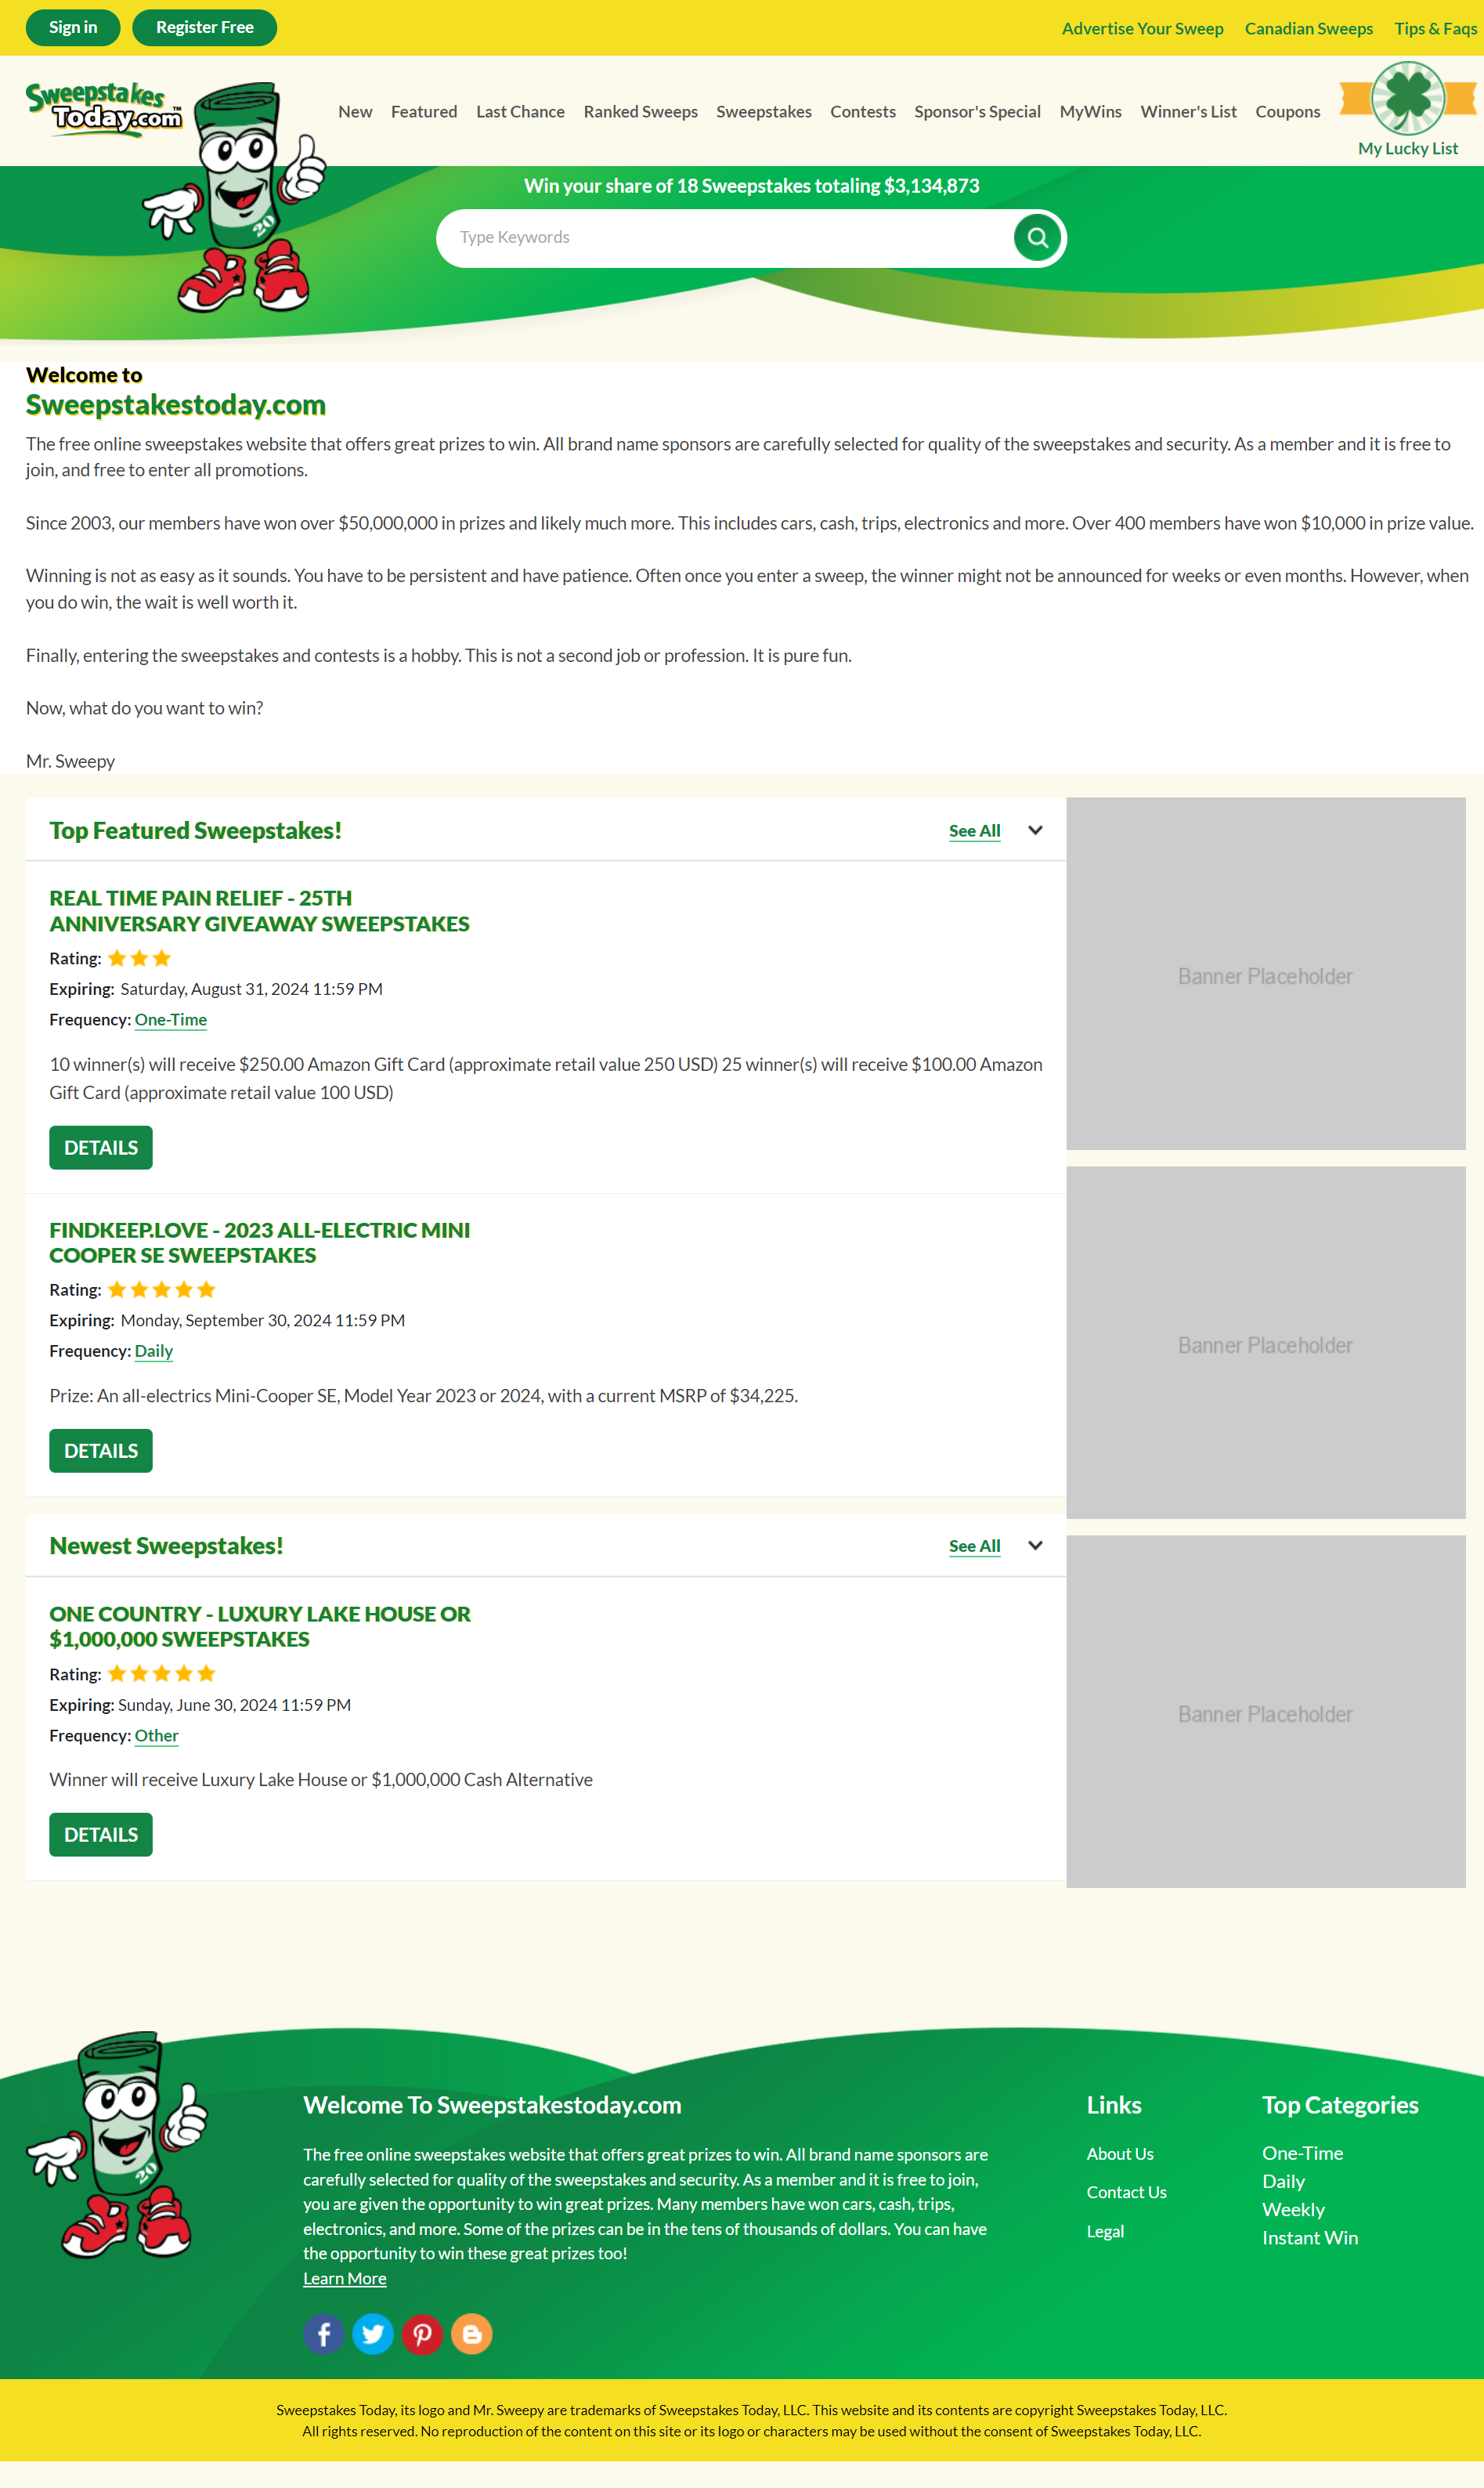 Sign in
Register Free
Advertise Your Sweep
Canadian Sweeps
Tips & Faqs
Sweepstakes
Today.com™
New
Featured
Last Chance
Ranked Sweeps
Sweepstakes
Contests
Sponsor's Special
MyWins
Winner's List
Coupons
My Lucky List
20
Win your share of 18 Sweepstakes totaling $3,134,873
Type Keywords
Welcome to
Sweepstakestoday.com
The free online sweepstakes website that offers great prizes to win. All brand name sponsors are carefully selected for quality of the sweepstakes and security. As a member and it is free to
join, and free to enter all promotions.
Since 2003, our members have won over $50,000,000 in prizes and likely much more. This includes cars, cash, trips, electronics and more. Over 400 members have won $10,000 in prize value.
Winning is not as easy as it sounds. You have to be persistent and have patience. Often once you enter a sweep, the winner might not be announced for weeks or even months. However, when
you do win, the wait is well worth it.
Finally, entering the sweepstakes and contests is a hobby. This is not a second job or profession. It is pure fun.
Now, what do you want to win?
Mr. Sweepy
Top Featured Sweepstakes!
See All
REAL TIME PAIN RELIEF - 25TH
ANNIVERSARY GIVEAWAY SWEEPSTAKES
Rating:
Expiring: Saturday, August 31, 2024 11:59 PM
Frequency: One-Time
10 winner(s) will receive $250.00 Amazon Gift Card (approximate retail value 250 USD) 25 winner(s) will receive $100.00 Amazon
Gift Card (approximate retail value 100 USD)
DETAILS
FINDKEEP.LOVE - 2023 ALL-ELECTRIC MINI
COOPER SE SWEEPSTAKES
Rating:
Expiring: Monday, September 30, 2024 11:59 PM
Frequency: Daily
Prize: An all-electrics Mini-Cooper SE, Model Year 2023 or 2024, with a current MSRP of $34,225.
DETAILS
Newest Sweepstakes!
See All
ONE COUNTRY - LUXURY LAKE HOUSE OR
$1,000,000 SWEEPSTAKES
Rating:
Expiring: Sunday, June 30, 2024 11:59 PM
Frequency: Other
Winner will receive Luxury Lake House or $1,000,000 Cash Alternative
DETAILS
Banner Placeholder
Banner Placeholder
Banner Placeholder
20
Welcome To Sweepstakestoday.com
The free online sweepstakes website that offers great prizes to win. All brand name sponsors are
carefully selected for quality of the sweepstakes and security. As a member and it is free to join,
you are given the opportunity to win great prizes. Many members have won cars, cash, trips,
electronics, and more. Some of the prizes can be in the tens of thousands of dollars. You can have
the opportunity to win these great prizes too!
Learn More
Links
About Us
Contact Us
Legal
Top Categories
One-Time
Daily
Weekly
Instant Win
Sweepstakes Today, its logo and Mr. Sweepy are trademarks of Sweepstakes Today, LLC. This website and its contents are copyright Sweepstakes Today, LLC.
All rights reserved. No reproduction of the content on this site or its logo or characters may be used without the consent of Sweepstakes Today, LLC.